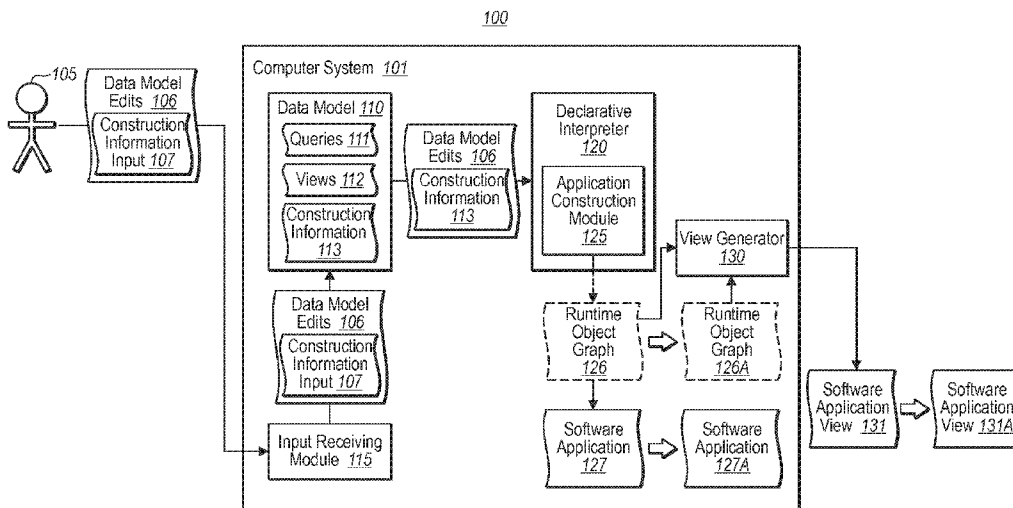 100
105
Data Model
Edits 106
Construction
Information
Input 107
Computer System 101
Data Model 110
Queries 111
Views 112
Construction
Information
113
Data Model
Edits 106
Construction
Information
113
Declarative
Interpreter
120
Application
Construction
Module
125
View Generator
130
Data Model
Edits 106
Construction
Information
Input 107
Input Receiving
Module 115
Runtime
Object
Graph
126
Runtime
Object
Graph
126A
Software
Application
127
Software
Application
127A
Software
Application
View 131
Software
Application
View 131A